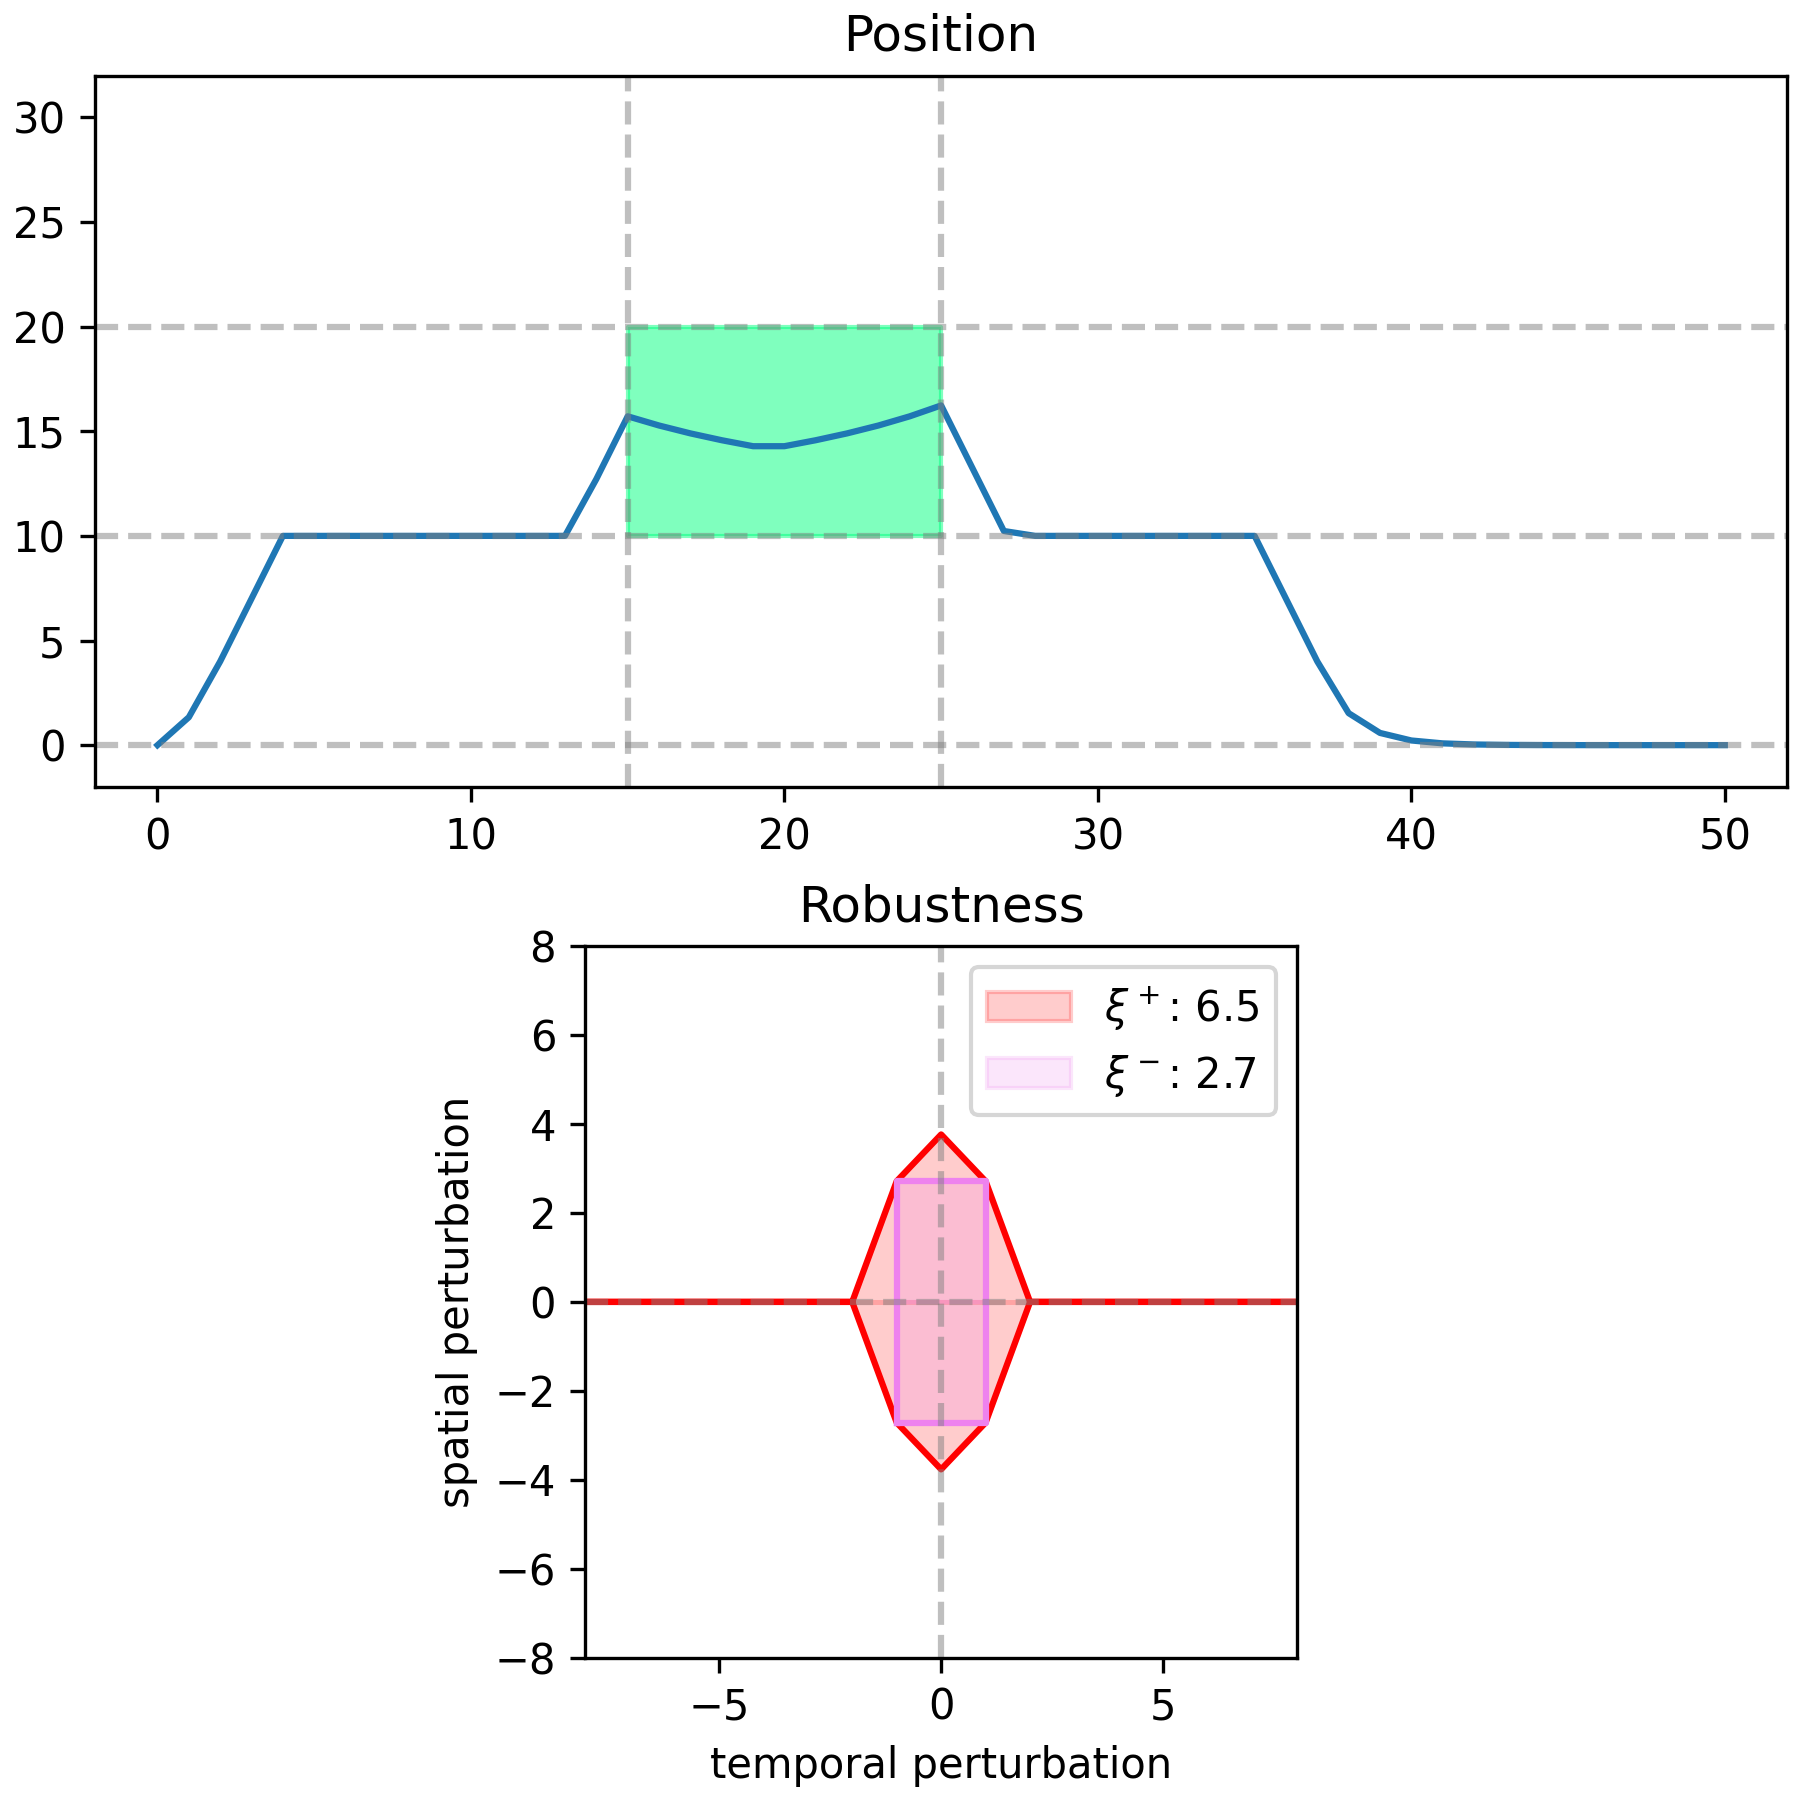 Position
30
25
20
15
10
5
0
0 10 20 30 40 50
Robustness
8
6
4
2
0
−2
−4
−6
−8
spatial perturbation
ξ⁺: 6.5
ξ⁻: 2.7
−5 0 5
temporal perturbation